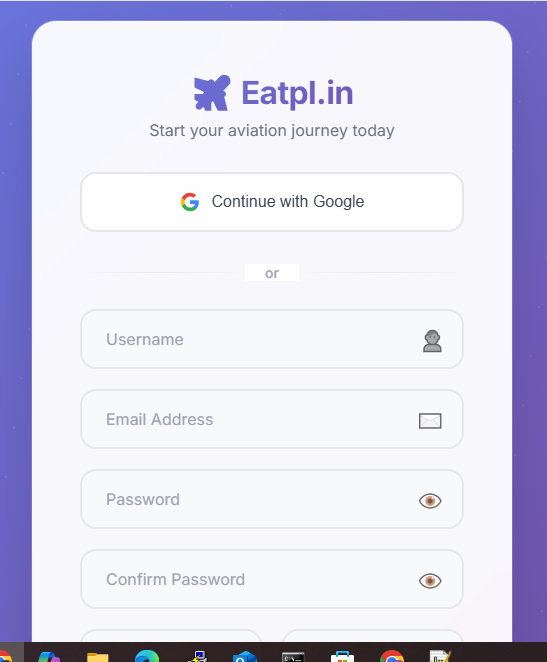 Eatpl.in
Start your aviation journey today
Continue with Google
or
Username
Email Address
Password
Confirm Password